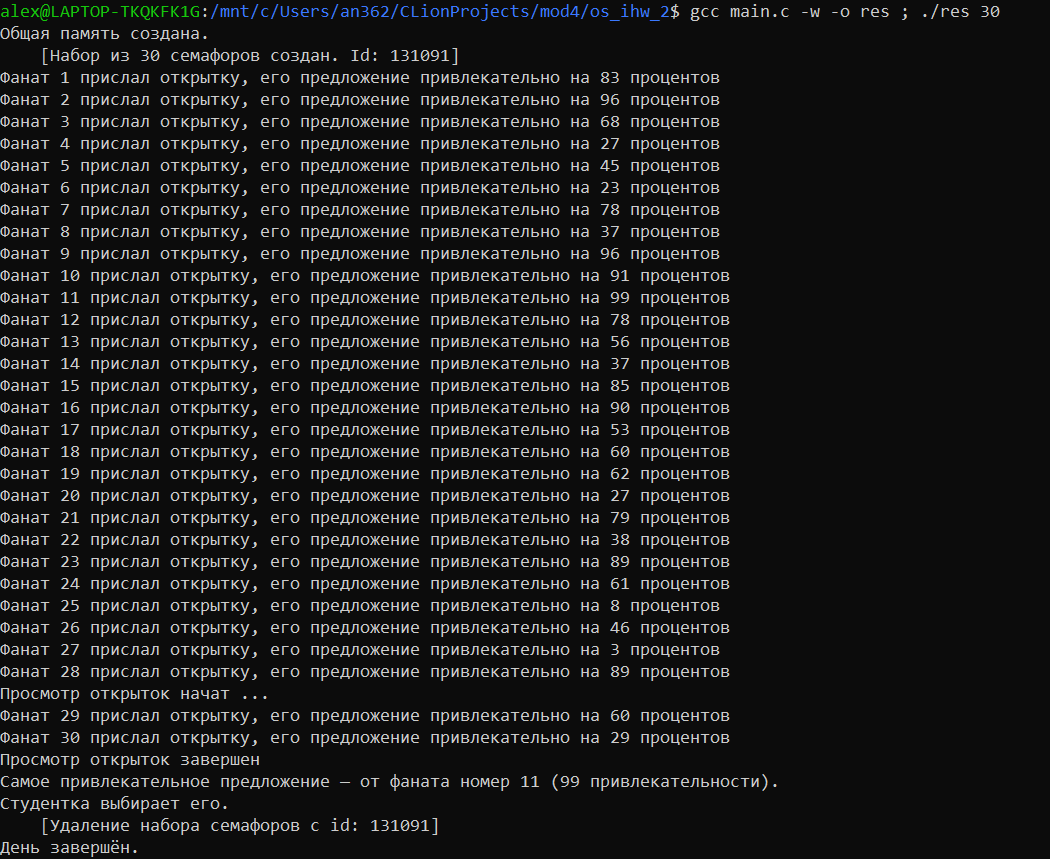 alex@LAPTOP-TKQKFK1G:/mnt/c/Users/an362/CLionProjects/mod4/os_ihw_2$ gcc main.c -w -o res ; ./res 30
Общая память создана.
    [Набор из 30 семафоров создан. Id: 131091]
Фанат 1 прислал открытку, его предложение привлекательно на 83 процентов
Фанат 2 прислал открытку, его предложение привлекательно на 96 процентов
Фанат 3 прислал открытку, его предложение привлекательно на 68 процентов
Фанат 4 прислал открытку, его предложение привлекательно на 27 процентов
Фанат 5 прислал открытку, его предложение привлекательно на 45 процентов
Фанат 6 прислал открытку, его предложение привлекательно на 23 процентов
Фанат 7 прислал открытку, его предложение привлекательно на 78 процентов
Фанат 8 прислал открытку, его предложение привлекательно на 37 процентов
Фанат 9 прислал открытку, его предложение привлекательно на 96 процентов
Фанат 10 прислал открытку, его предложение привлекательно на 91 процентов
Фанат 11 прислал открытку, его предложение привлекательно на 99 процентов
Фанат 12 прислал открытку, его предложение привлекательно на 78 процентов
Фанат 13 прислал открытку, его предложение привлекательно на 56 процентов
Фанат 14 прислал открытку, его предложение привлекательно на 37 процентов
Фанат 15 прислал открытку, его предложение привлекательно на 85 процентов
Фанат 16 прислал открытку, его предложение привлекательно на 90 процентов
Фанат 17 прислал открытку, его предложение привлекательно на 53 процентов
Фанат 18 прислал открытку, его предложение привлекательно на 60 процентов
Фанат 19 прислал открытку, его предложение привлекательно на 62 процентов
Фанат 20 прислал открытку, его предложение привлекательно на 27 процентов
Фанат 21 прислал открытку, его предложение привлекательно на 79 процентов
Фанат 22 прислал открытку, его предложение привлекательно на 38 процентов
Фанат 23 прислал открытку, его предложение привлекательно на 89 процентов
Фанат 24 прислал открытку, его предложение привлекательно на 61 процентов
Фанат 25 прислал открытку, его предложение привлекательно на 8 процентов
Фанат 26 прислал открытку, его предложение привлекательно на 46 процентов
Фанат 27 прислал открытку, его предложение привлекательно на 3 процентов
Фанат 28 прислал открытку, его предложение привлекательно на 89 процентов
Просмотр открыток начат ...
Фанат 29 прислал открытку, его предложение привлекательно на 60 процентов
Фанат 30 прислал открытку, его предложение привлекательно на 29 процентов
Просмотр открыток завершен
Самое привлекательное предложение — от фаната номер 11 (99 привлекательности).
Студентка выбирает его.
    [Удаление набора семафоров с id: 131091]
День завершён.